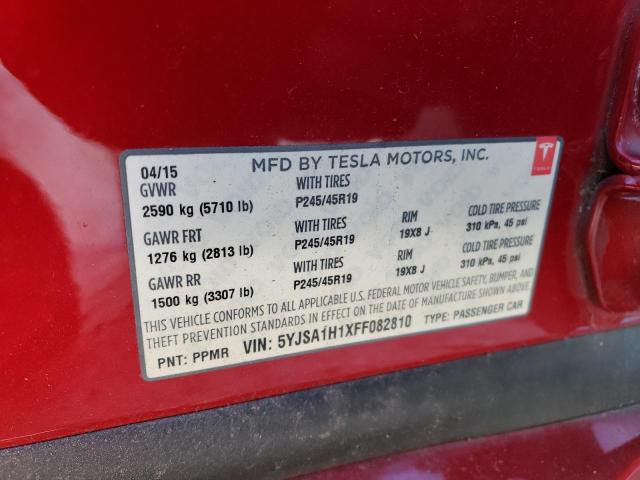 04/15 MFD BY TESLA MOTORS, INC.
TESLA
GVWR WITH TIRES
2590 kg (5710 lb) P245/45R19
GAWR FRT WITH TIRES RIM COLD TIRE PRESSURE
1276 kg (2813 lb) P245/45R19 19X8 J 310 kPa, 45 psi
GAWR RR WITH TIRES RIM COLD TIRE PRESSURE
1500 kg (3307 lb) P245/45R19 19X8 J 310 kPa, 45 psi
THIS VEHICLE CONFORMS TO ALL APPLICABLE U.S. FEDERAL MOTOR VEHICLE SAFETY, BUMPER, AND
THEFT PREVENTION STANDARDS IN EFFECT ON THE DATE OF MANUFACTURE SHOWN ABOVE.
PNT: PPMR VIN: 5YJSA1H1XFF082810 TYPE: PASSENGER CAR